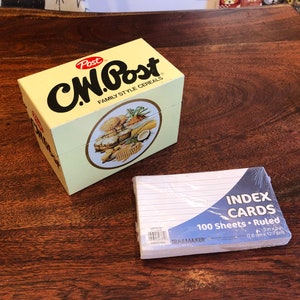 Post
C.W. Post
FAMILY STYLE CEREALS
INDEX
CARDS
100 Sheets • Ruled